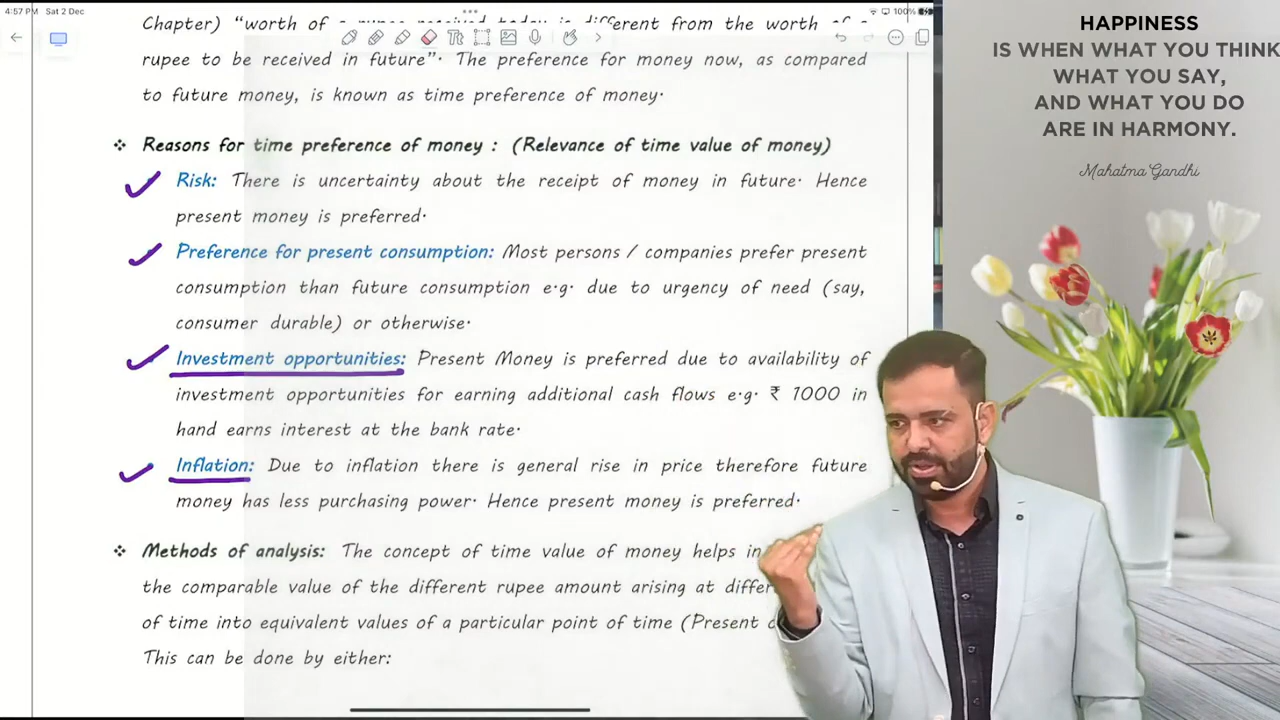 4:57 PM Sat 2 Dec
100%
Chapter) “worth of a rupee received today is different from the worth of a
rupee to be received in future”. The preference for money now, as compared
to future money, is known as time preference of money.
❖ Reasons for time preference of money : (Relevance of time value of money)
Risk: There is uncertainty about the receipt of money in future. Hence
present money is preferred.
Preference for present consumption: Most persons / companies prefer present
consumption than future consumption e.g. due to urgency of need (say,
consumer durable) or otherwise.
Investment opportunities: Present Money is preferred due to availability of
investment opportunities for earning additional cash flows e.g. ₹ 1000 in
hand earns interest at the bank rate.
Inflation: Due to inflation there is general rise in price therefore future
money has less purchasing power. Hence present money is preferred.
❖ Methods of analysis: The concept of time value of money helps in
the comparable value of the different rupee amount arising at
of time into equivalent values of a particular point of time (Present
This can be done by either:
HAPPINESS
IS WHEN WHAT YOU THINK
WHAT YOU SAY,
AND WHAT YOU DO
ARE IN HARMONY.
Mahatma Gandhi